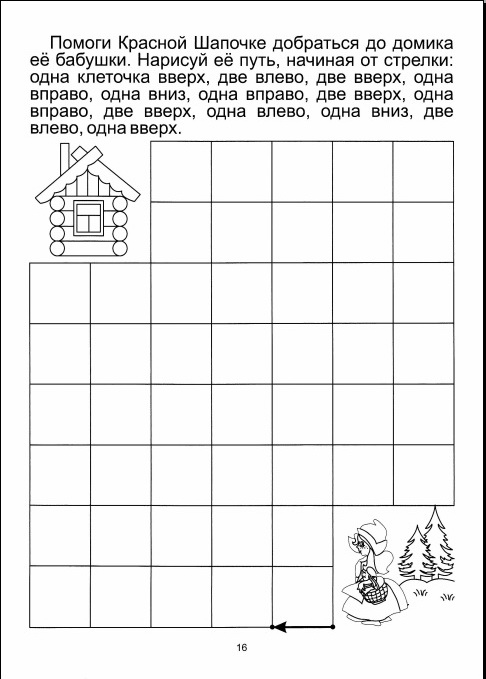 Помоги Красной Шапочке добраться до домика
её бабушки. Нарисуй её путь, начиная от стрелки:
одна клеточка вверх, две влево, две вверх, одна
вправо, одна вниз, одна вправо, две вверх, одна
вправо, две вверх, одна влево, одна вниз, две
влево, одна вверх.
16